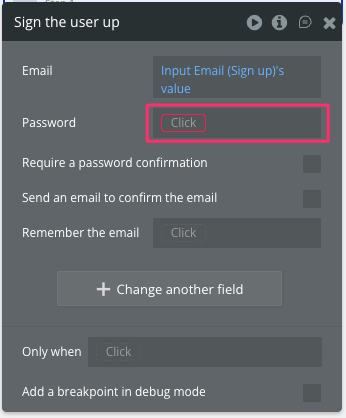 Sign the user up
Email
Input Email (Sign up)'s
value
Password
Click
Require a password confirmation
Send an email to confirm the email
Remember the email
Click
Change another field
Only when
Click
Add a breakpoint in debug mode